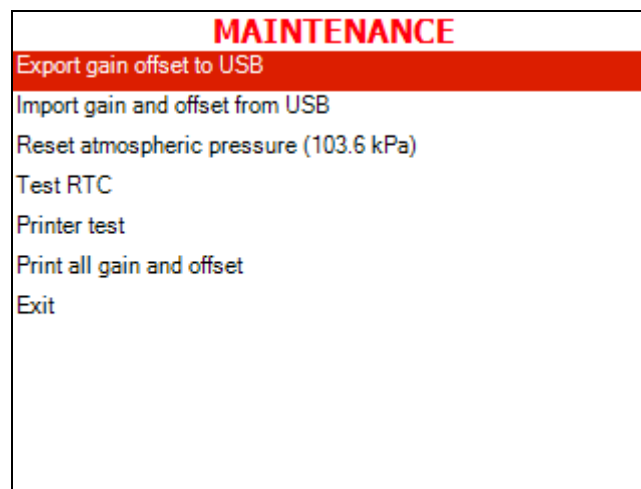 MAINTENANCE
Export gain offset to USB
Import gain and offset from USB
Reset atmospheric pressure (103.6 kPa)
Test RTC
Printer test
Print all gain and offset
Exit